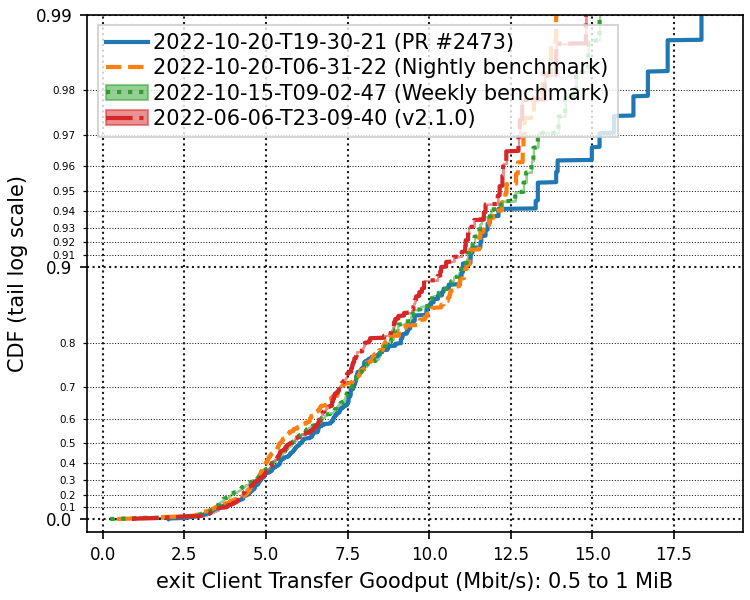 0.99
2022-10-20-T19-30-21 (PR #2473)
2022-10-20-T06-31-22 (Nightly benchmark)
2022-10-15-T09-02-47 (Weekly benchmark)
2022-06-06-T23-09-40 (v2.1.0)
0.98
0.97
0.96
0.95
0.94
0.93
0.92
0.91
0.9
0.8
0.7
0.6
0.5
0.4
0.3
0.2
0.1
0.0
CDF (tail log scale)
0.0 2.5 5.0 7.5 10.0 12.5 15.0 17.5
exit Client Transfer Goodput (Mbit/s): 0.5 to 1 MiB